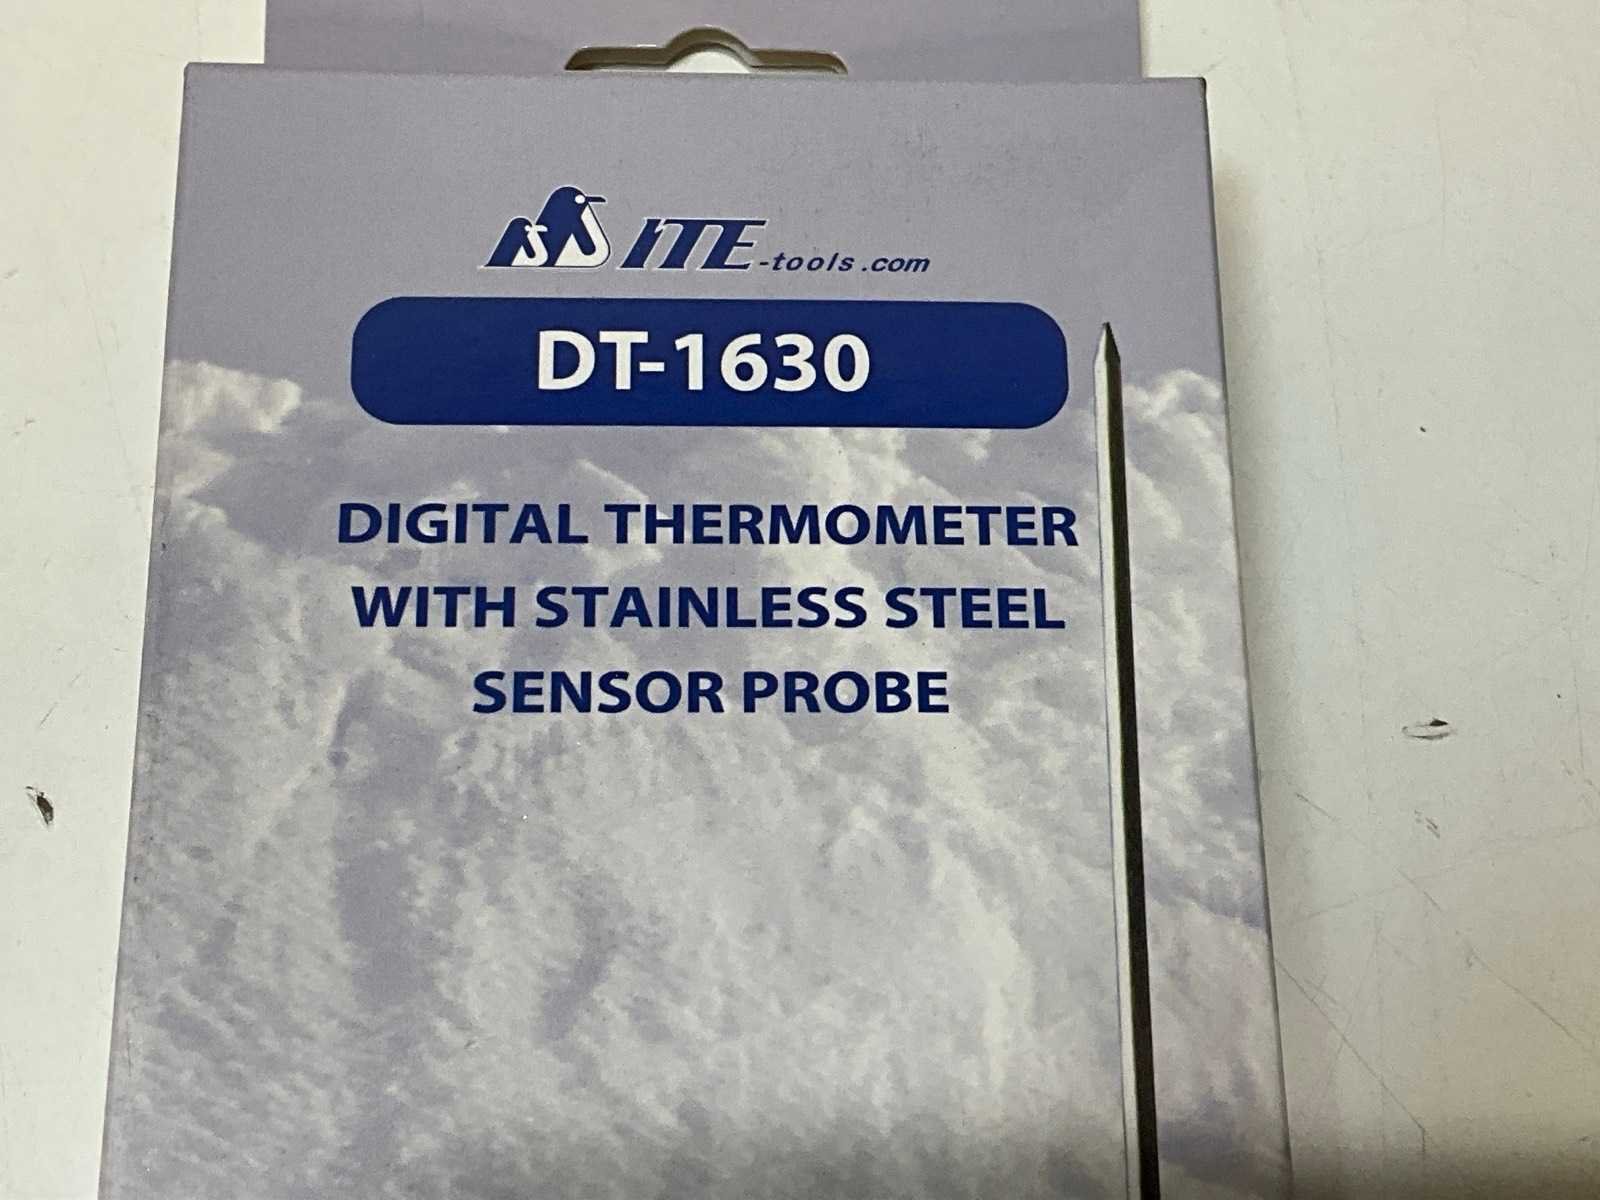 ITE-tools.com
DT-1630
DIGITAL THERMOMETER
WITH STAINLESS STEEL
SENSOR PROBE